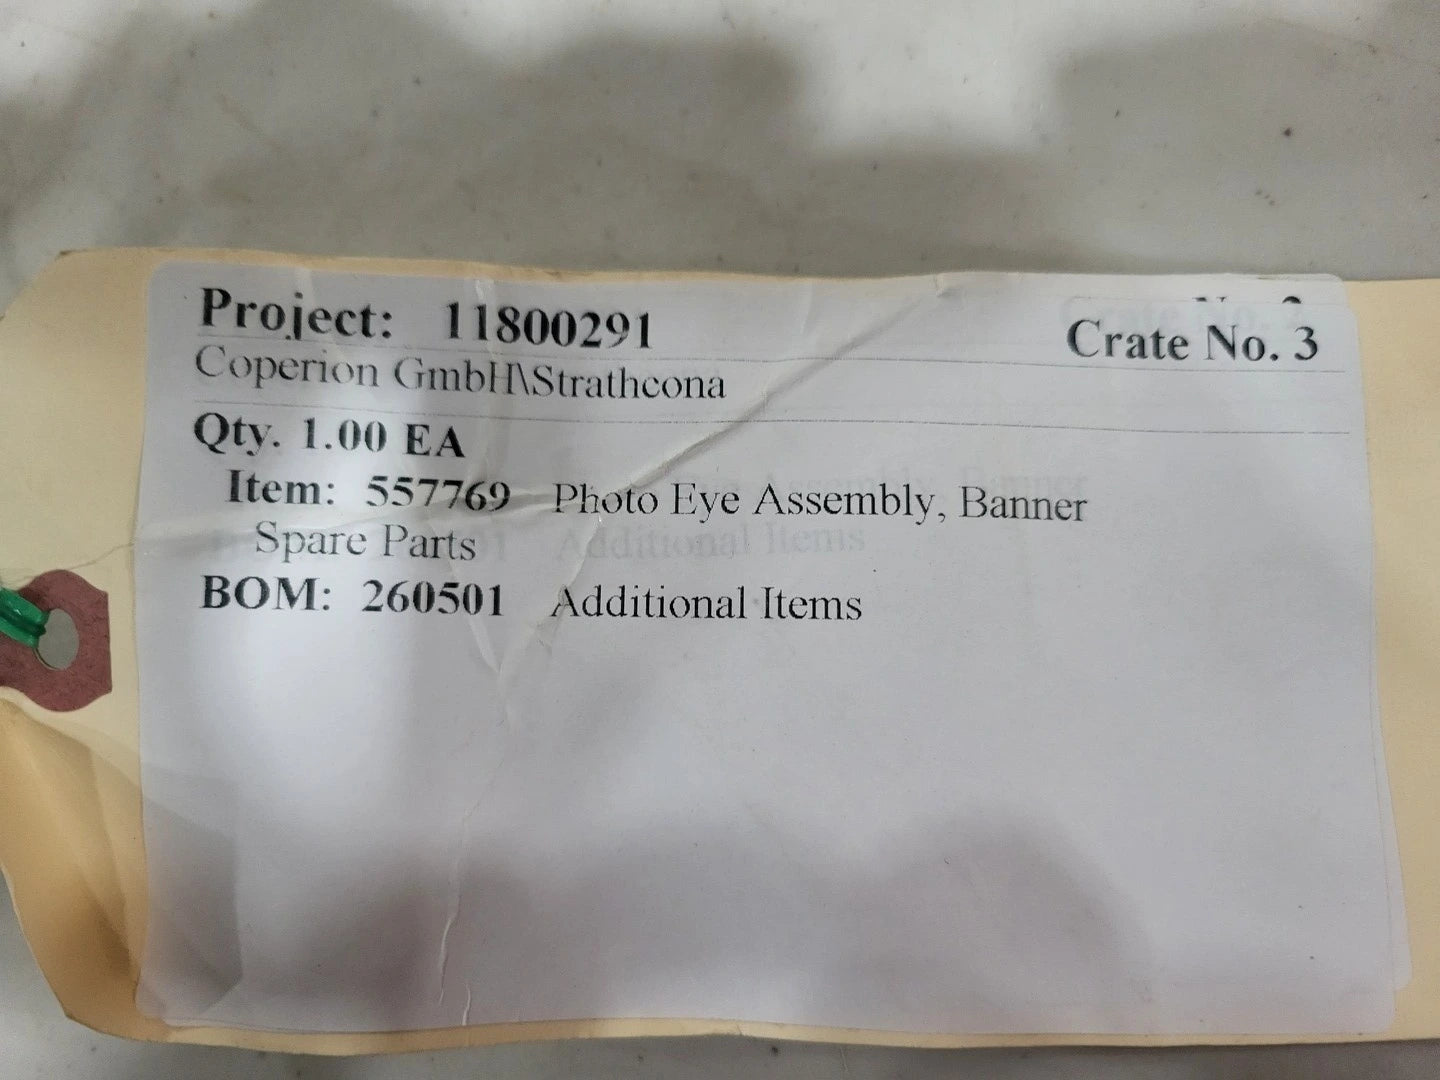 Project: 11800291
Crate No. 3
Coperion GmbH\Strathcona
Qty. 1.00 EA
Item: 557769 Photo Eye Assembly, Banner
Spare Parts
BOM: 260501 Additional Items